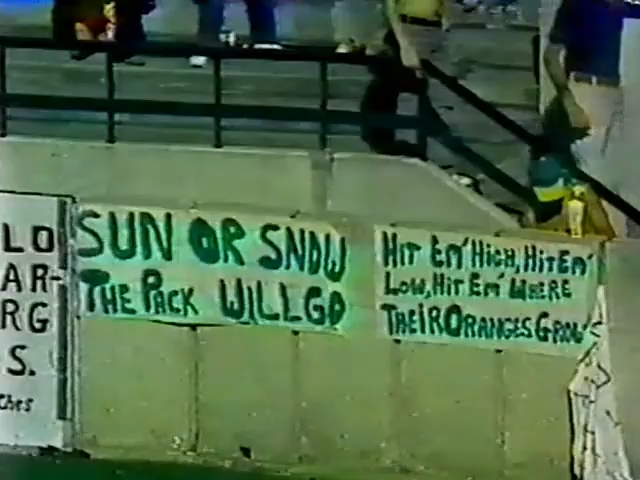 LO
AR-
RG
S.
ches
SUN OR SNOW
THE PACK WILL GO
HIT EM' HIGH, HIT EM'
LOW, HIT EM' WHERE
THEIR ORANGES GROW